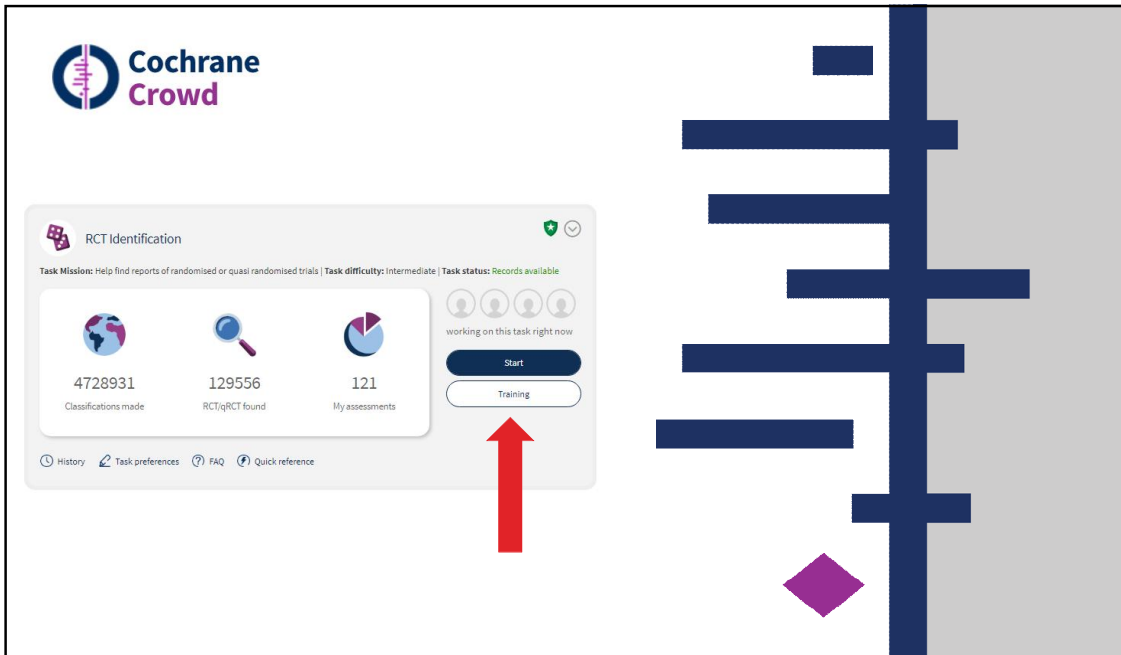 Cochrane
Crowd
RCT Identification
Task Mission: Help find reports of randomised or quasi randomised trials | Task difficulty: Intermediate | Task status: Records available
working on this task right now
Start
Training
4728931
129556
121
Classifications made
RCT/qRCT found
My assessments
History
Task preferences
FAQ
Quick reference